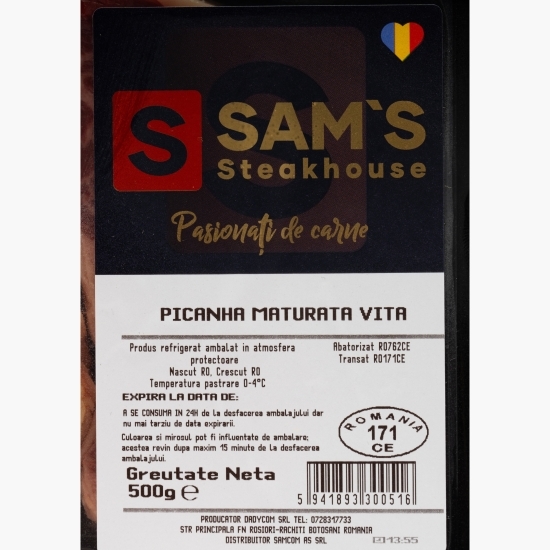 S
SAM`S
Steakhouse
Pasionați de carne
PICANHA MATURATA VITA
Produs refrigerat ambalat in atmosfera
protectoare
Nascut RO, Crescut RO
Temperatura pastrare 0-4°C
Abatorizat RO762CE
Transat RO171CE
EXPIRA LA DATA DE:
A SE CONSUMA IN 24H de la desfacerea ambalajului dar
nu mai tarziu de data expirarii.
Culoarea si mirosul pot fi influentate de ambalare;
acestea revin dupa maxim 15 minute de la desfacerea
ambalajului.
ROMANIA
171
CE
Greutate Neta
500g ℮
5 941893 300516
PRODUCATOR DADYCOM SRL TEL: 0728317733
STR PRINCIPALA FN ROSIORI-RACHITI BOTOSANI ROMANIA
DISTRIBUITOR SAMCOM AS SRL
13:55